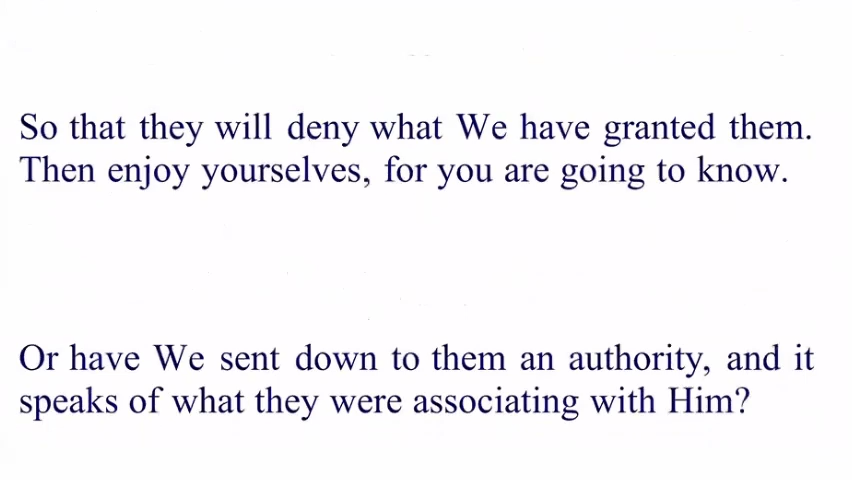 So that they will deny what We have granted them.
Then enjoy yourselves, for you are going to know.
Or have We sent down to them an authority, and it
speaks of what they were associating with Him?